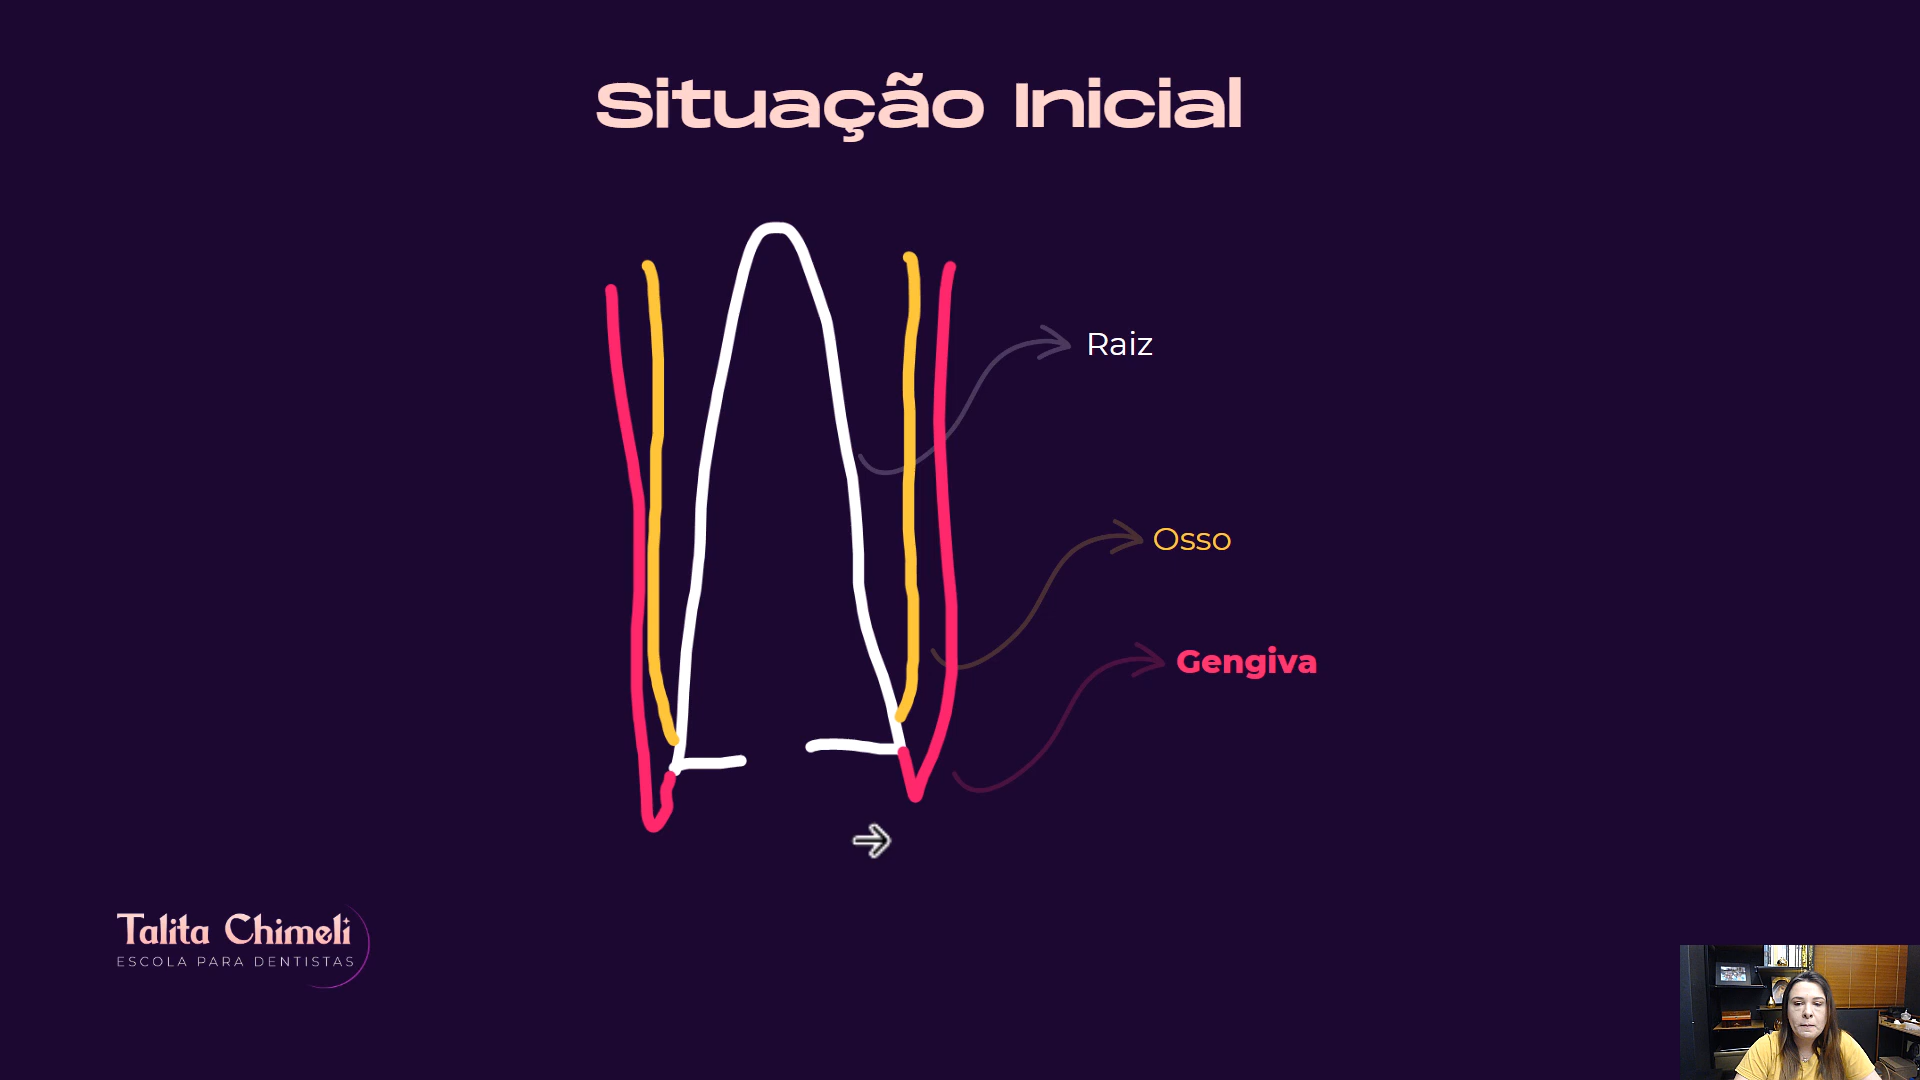 Situação Inicial
Raiz
Osso
Gengiva
Talita Chimeli
ESCOLA PARA DENTISTAS